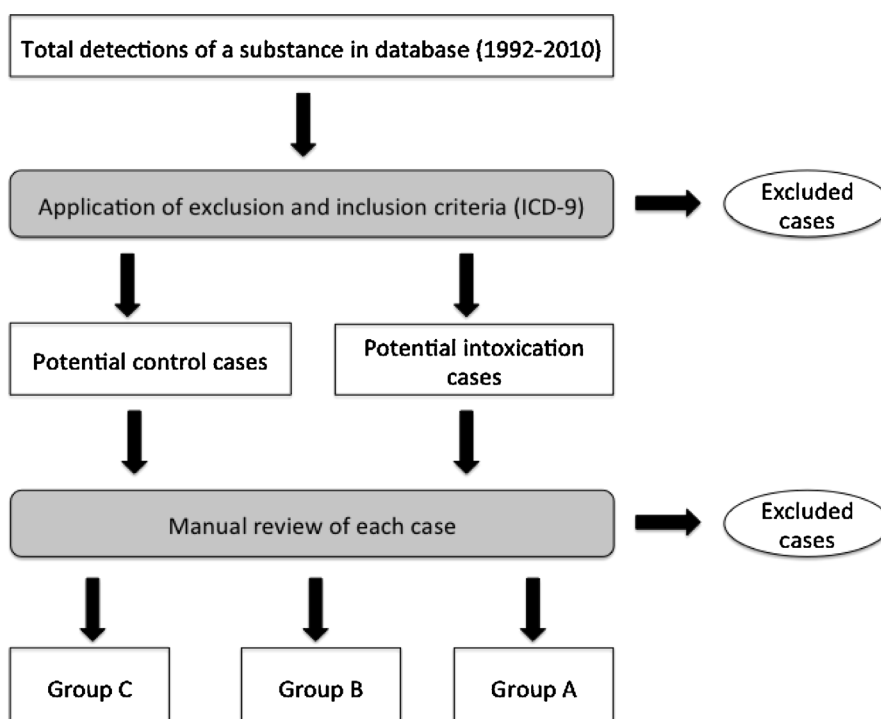 Total detections of a substance in database (1992-2010)
Application of exclusion and inclusion criteria (ICD-9)
Excluded
cases
Potential control cases
Potential intoxication
cases
Manual review of each case
Excluded
cases
Group C
Group B
Group A